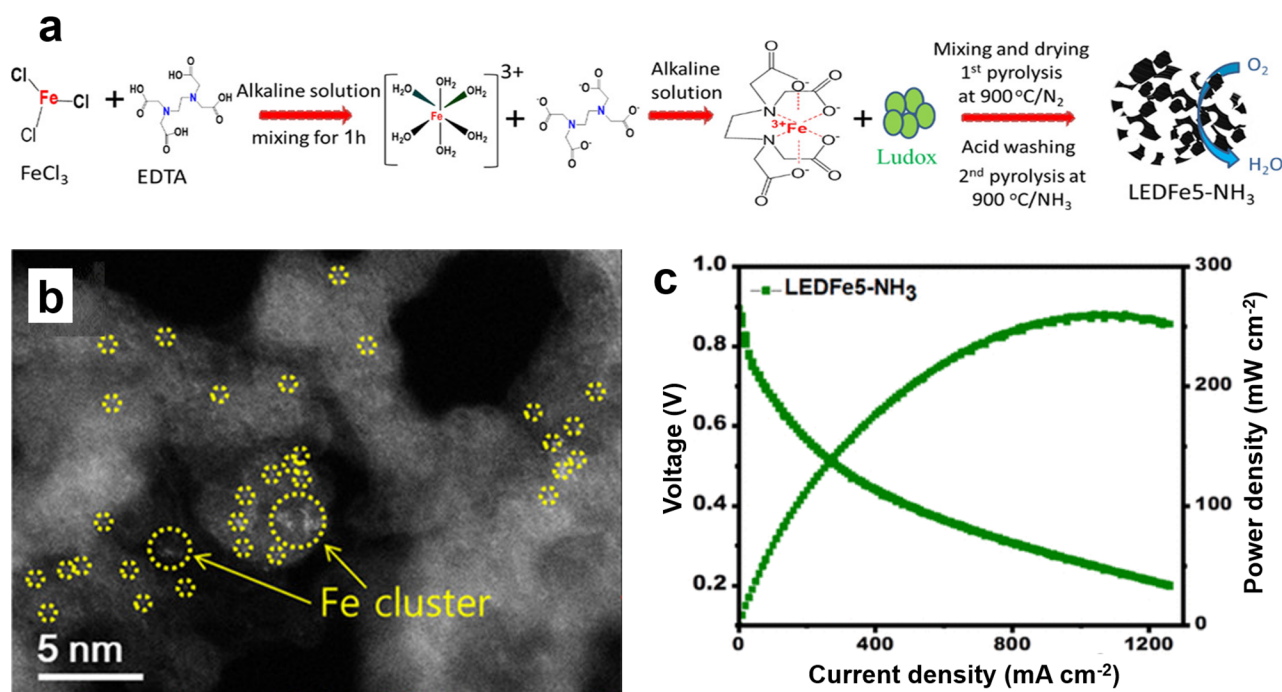 a
Cl
Fe
Cl
Cl
FeCl3
+
HO
O
O
OH
N
N
HO
O
O
OH
EDTA
Alkaline solution
mixing for 1h
3+
OH2
H2O
OH2
Fe
H2O
OH2
OH2
+
O-
O
O
O-
N
N
-O
O
O
O-
Alkaline
solution
O
O
O-
O-
N
3+Fe
N
O-
O-
O
O
+
Ludox
Mixing and drying
1st pyrolysis
at 900 °C/N2
Acid washing
2nd pyrolysis at
900 °C/NH3
O2
H2O
LEDFe5-NH3
b
Fe cluster
5 nm
c
LEDFe5-NH3
1.0
0.8
0.6
0.4
0.2
Voltage (V)
300
200
100
0
Power density (mW cm-2)
0
400
800
1200
Current density (mA cm-2)